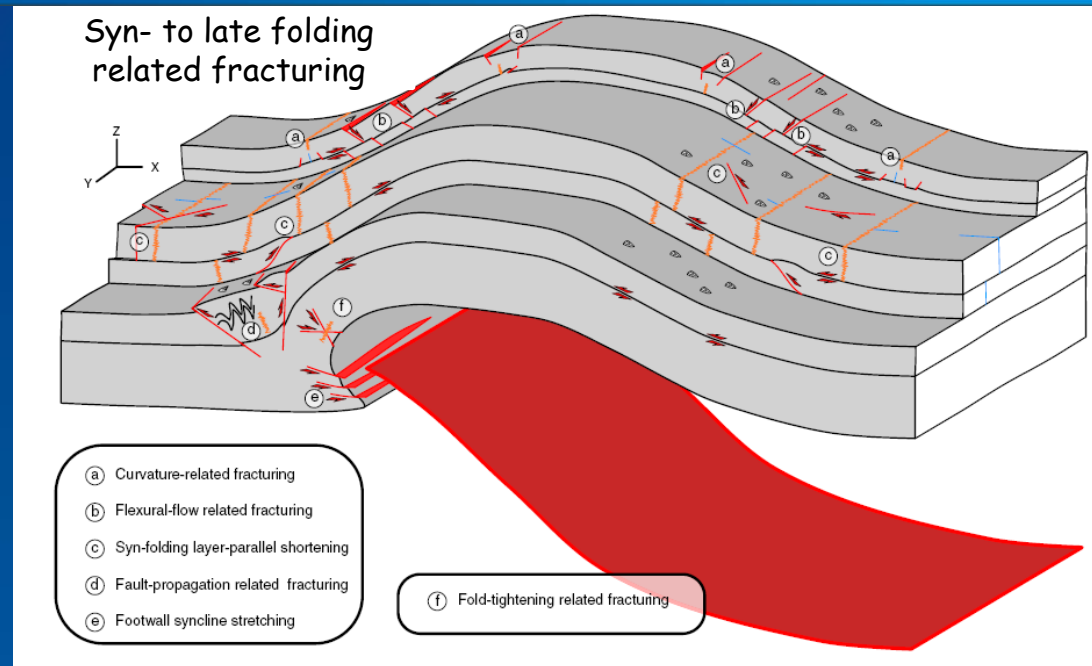 Syn- to late folding
related fracturing
Z
X
Y
a
a
b
b
b
a
a
c
c
c
c
d
f
e
a Curvature-related fracturing
b Flexural-flow related fracturing
c Syn-folding layer-parallel shortening
d Fault-propagation related fracturing
e Footwall syncline stretching
f Fold-tightening related fracturing